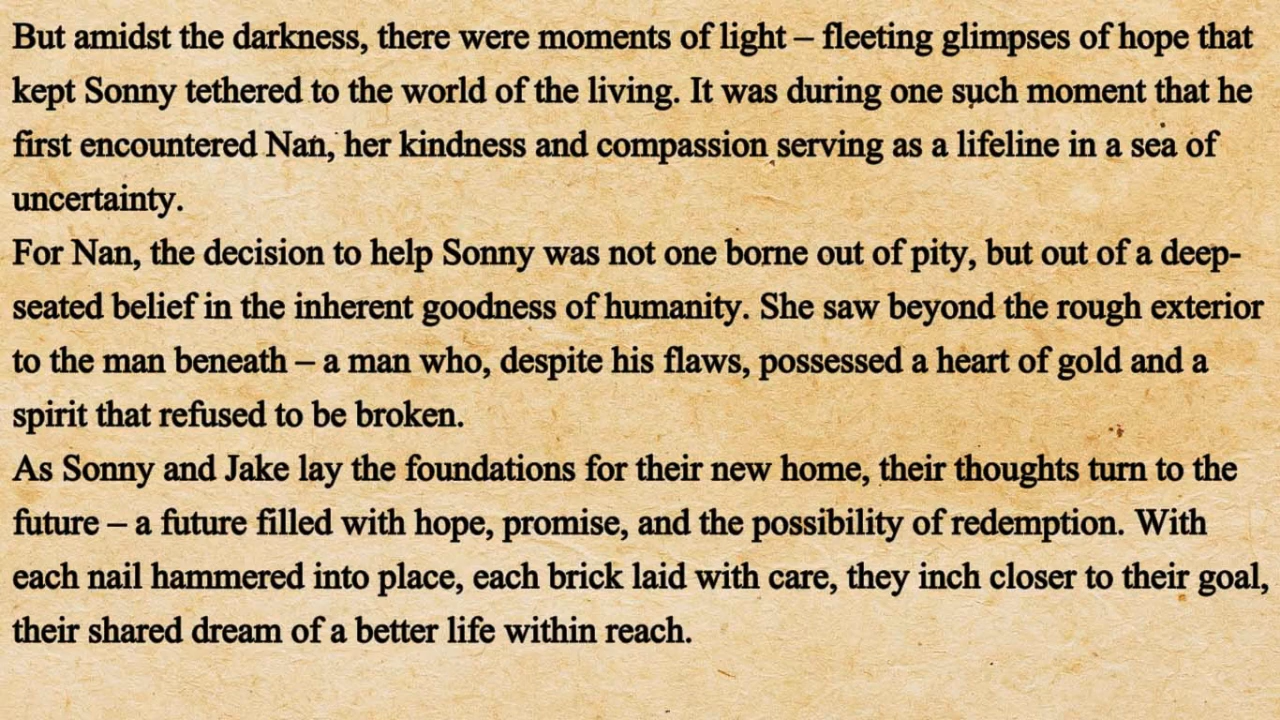 But amidst the darkness, there were moments of light – fleeting glimpses of hope that
kept Sonny tethered to the world of the living. It was during one such moment that he
first encountered Nan, her kindness and compassion serving as a lifeline in a sea of
uncertainty.
For Nan, the decision to help Sonny was not one borne out of pity, but out of a deep-
seated belief in the inherent goodness of humanity. She saw beyond the rough exterior
to the man beneath – a man who, despite his flaws, possessed a heart of gold and a
spirit that refused to be broken.
As Sonny and Jake lay the foundations for their new home, their thoughts turn to the
future – a future filled with hope, promise, and the possibility of redemption. With
each nail hammered into place, each brick laid with care, they inch closer to their goal,
their shared dream of a better life within reach.